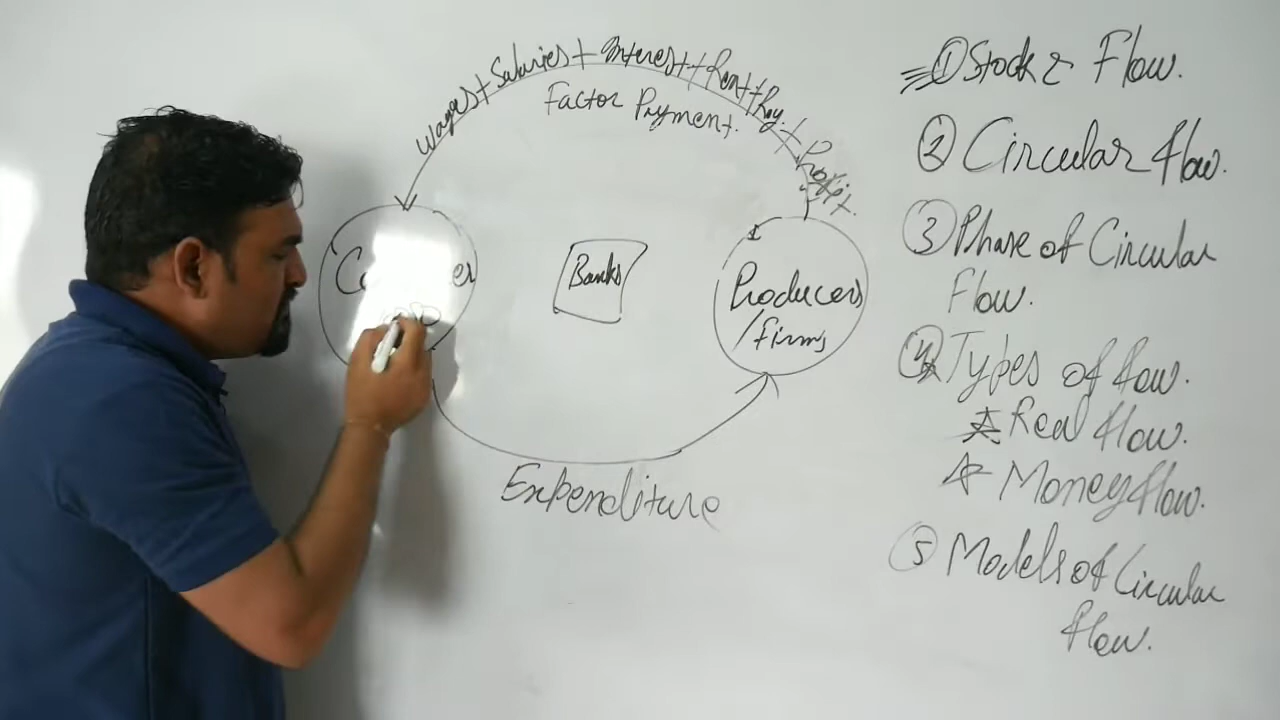 Wages + Salaries + Interest + Rent + Roy. + Profit.
Factor Payment.
Banks
Producers
/firms
Expenditure
① Stock & Flow.
② Circular flow.
③ Phase of Circular
Flow.
④ Types of flow.
* Real flow.
* Money flow.
⑤ Models of Circular
flow.